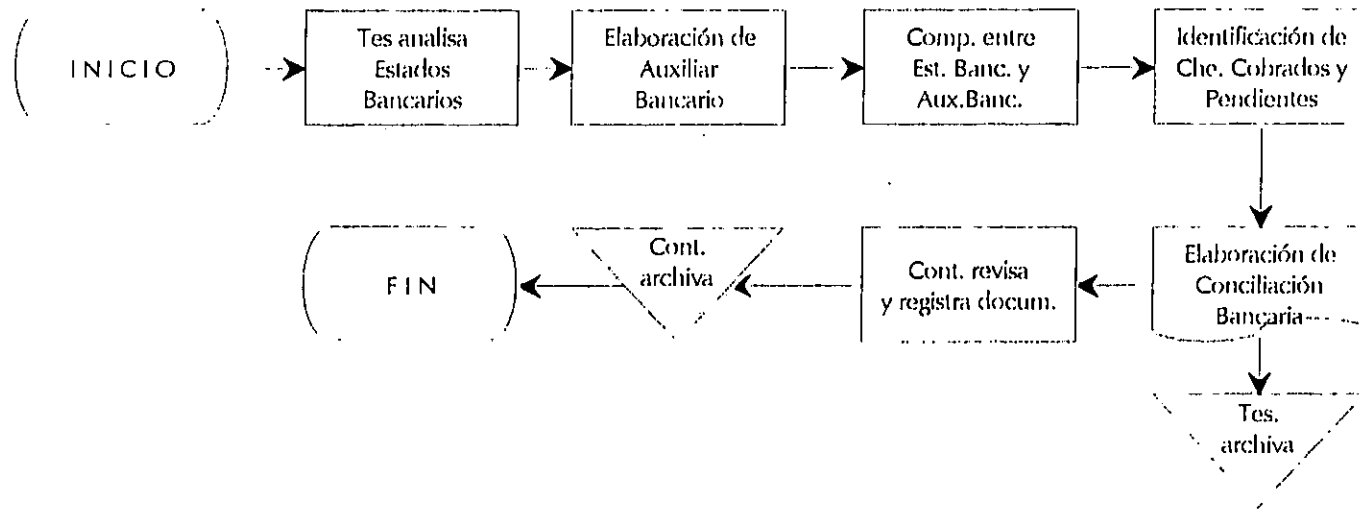 INICIO
Tes analisa
Estados
Bancarios
Elaboración de
Auxiliar
Bancario
Comp. entre
Est. Banc. y
Aux.Banc.
Identificación de
Che. Cobrados y
Pendientes
Elaboración de
Conciliación
Bancaria
Cont. revisa
y registra docum.
Cont.
archiva
FIN
Tes.
archiva